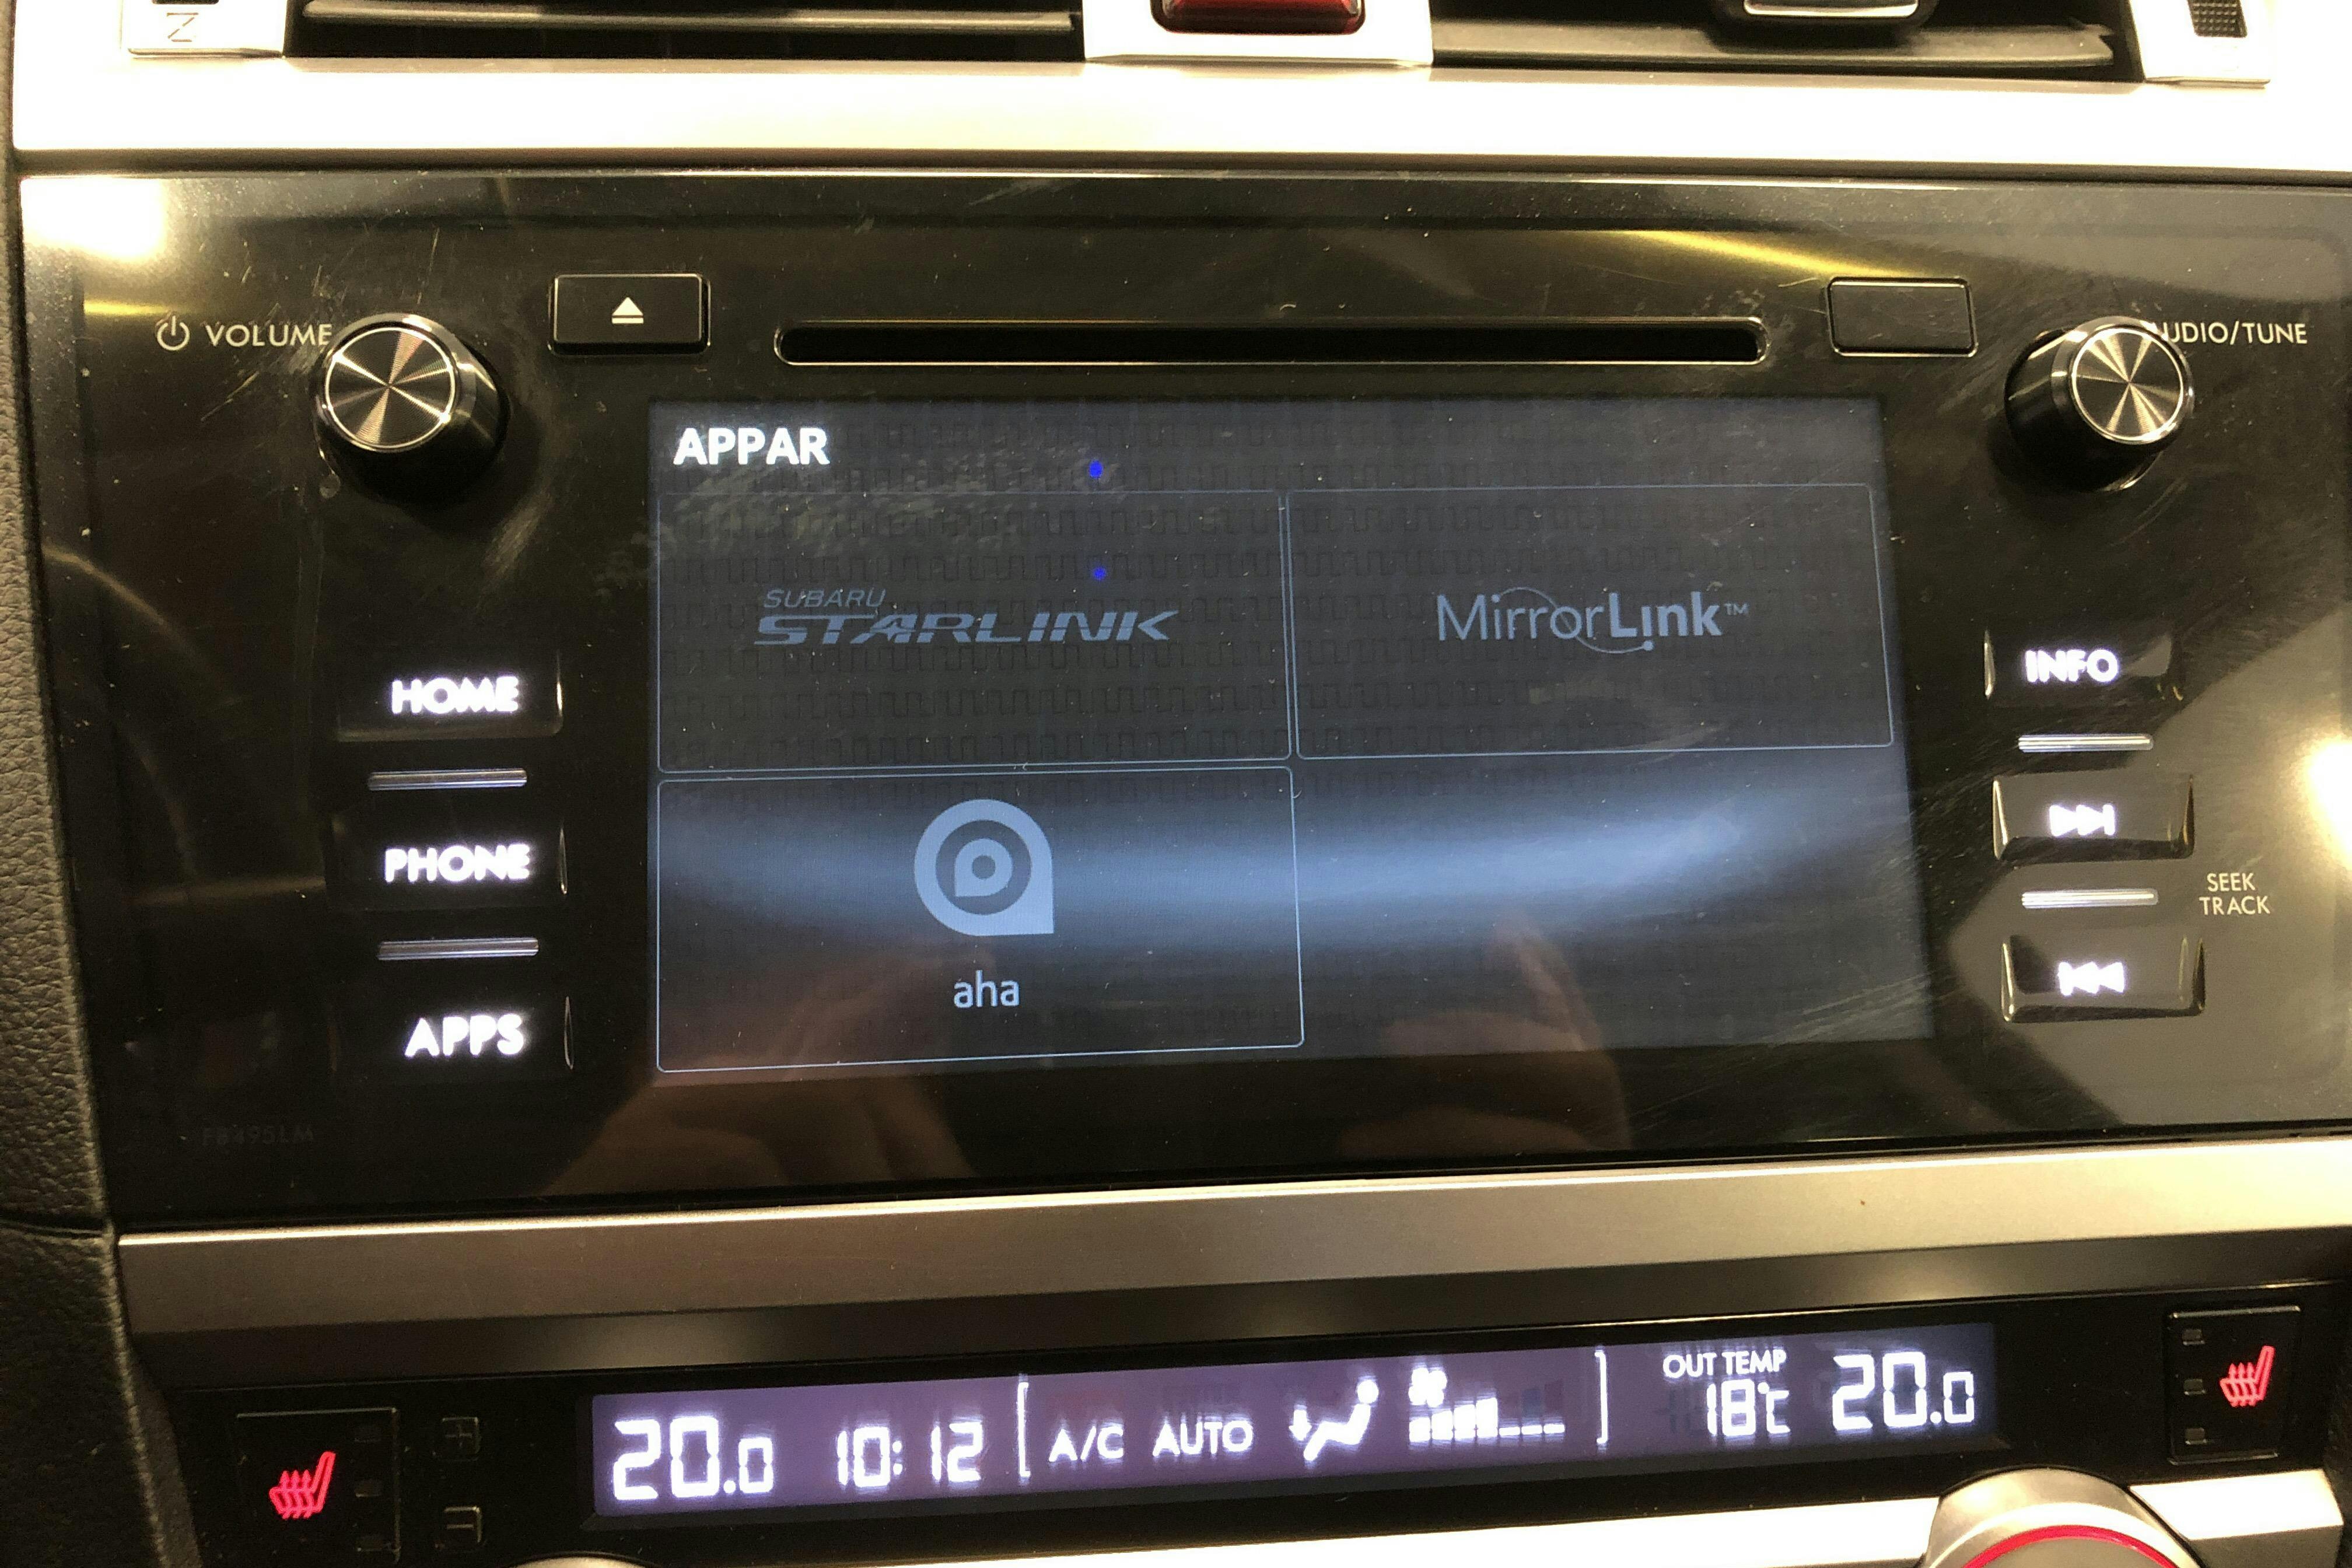 VOLUME
UDIO/TUNE
APPAR
SUBARU
STARLINK
MirrorLink™
HOME
INFO
PHONE
SEEK
TRACK
aha
APPS
FB495LM
20.0 10:12 A/C AUTO OUT TEMP 18℃ 20.0